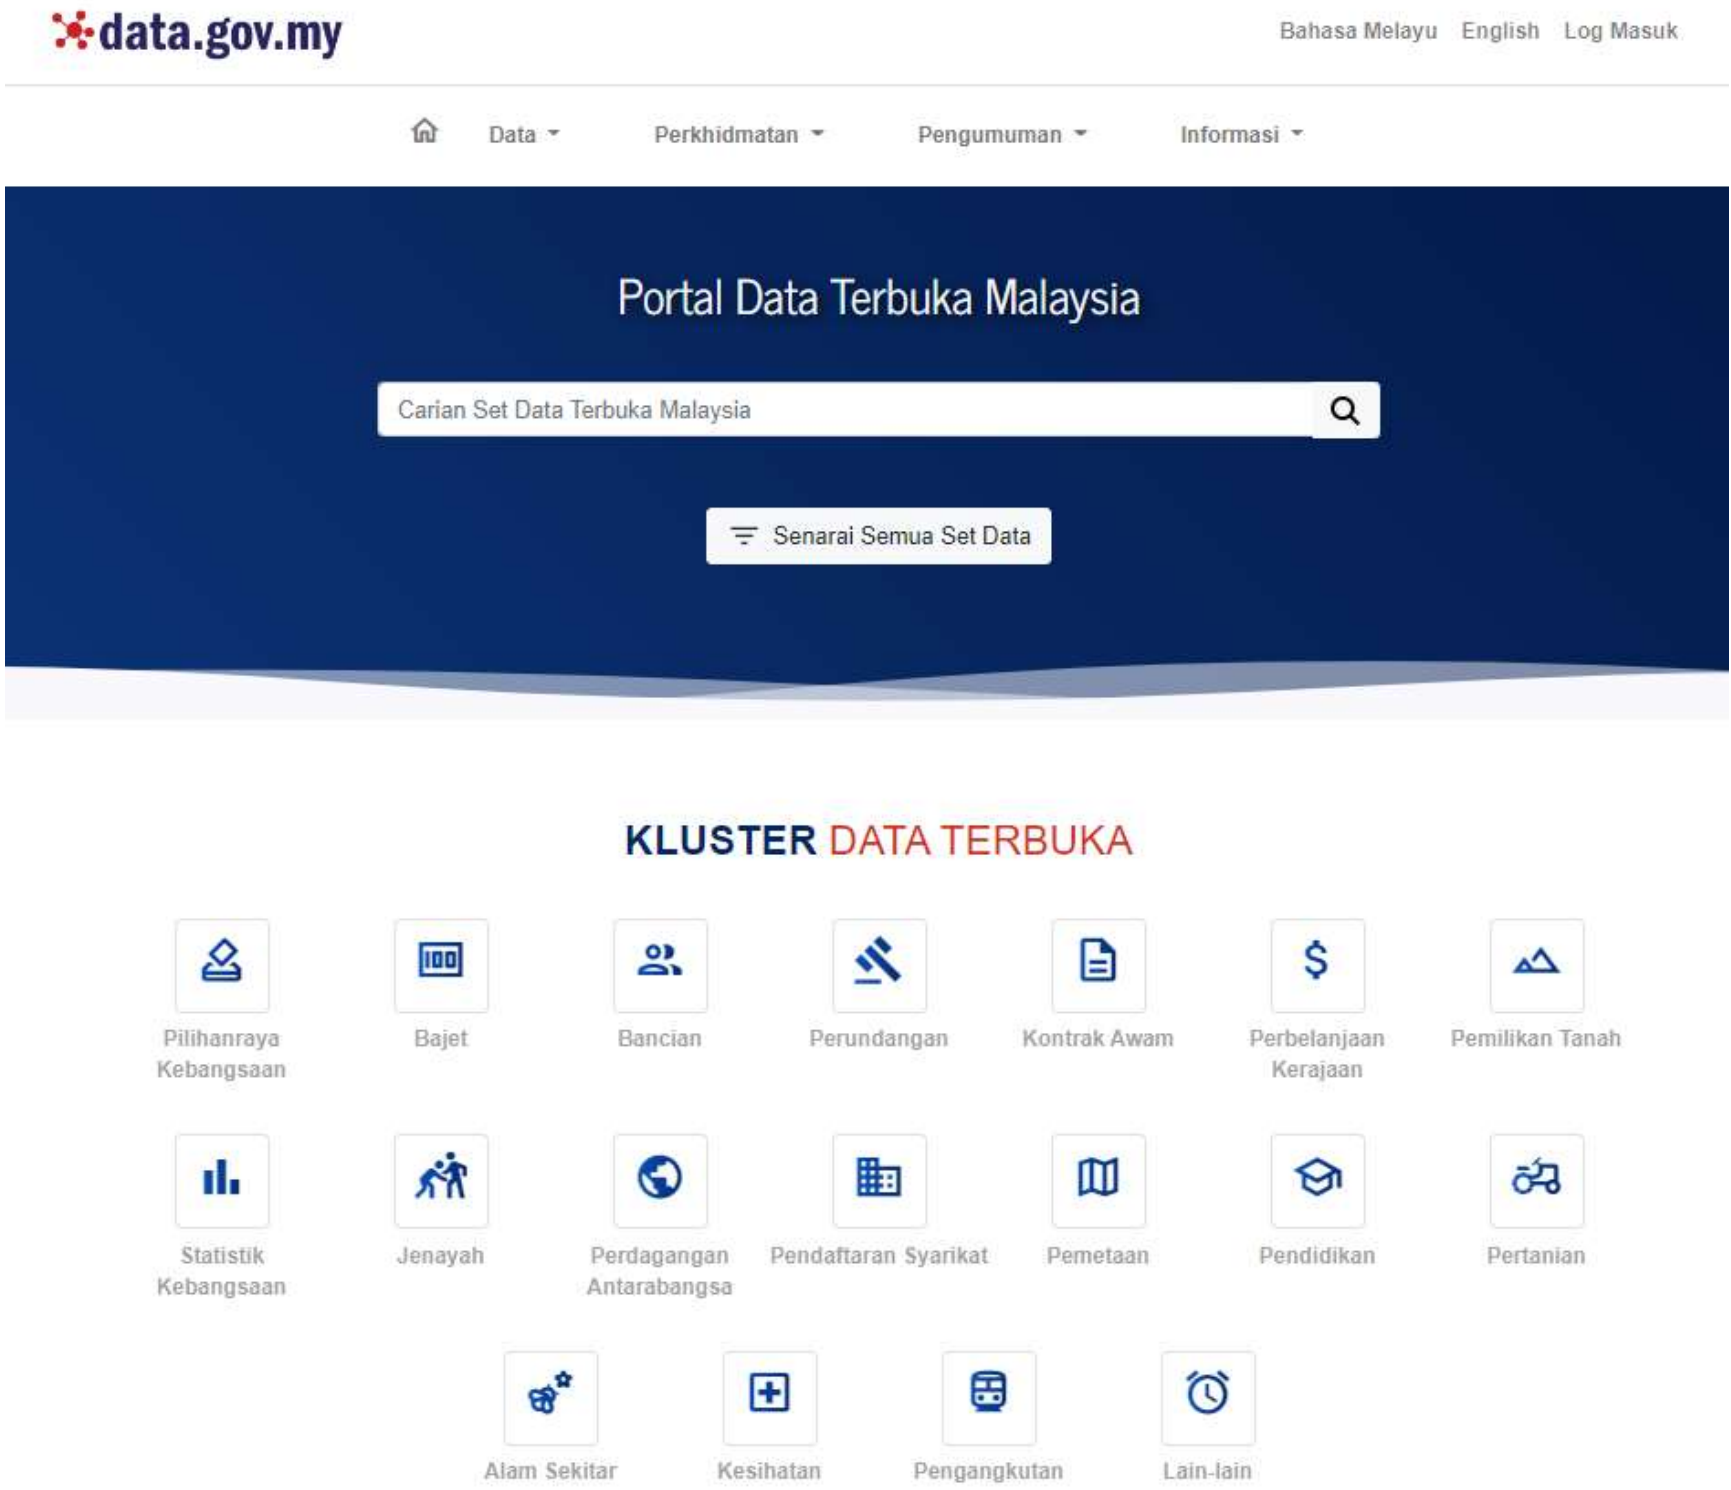 data.gov.my
Bahasa Melayu English Log Masuk
Data Perkhidmatan Pengumuman Informasi
Portal Data Terbuka Malaysia
Carian Set Data Terbuka Malaysia
Senarai Semua Set Data
KLUSTER DATA TERBUKA
100
$
Pilihanraya Kebangsaan
Bajet
Bancian
Perundangan
Kontrak Awam
Perbelanjaan Kerajaan
Pemilikan Tanah
Statistik Kebangsaan
Jenayah
Perdagangan Antarabangsa
Pendaftaran Syarikat
Pemetaan
Pendidikan
Pertanian
Alam Sekitar
Kesihatan
Pengangkutan
Lain-lain